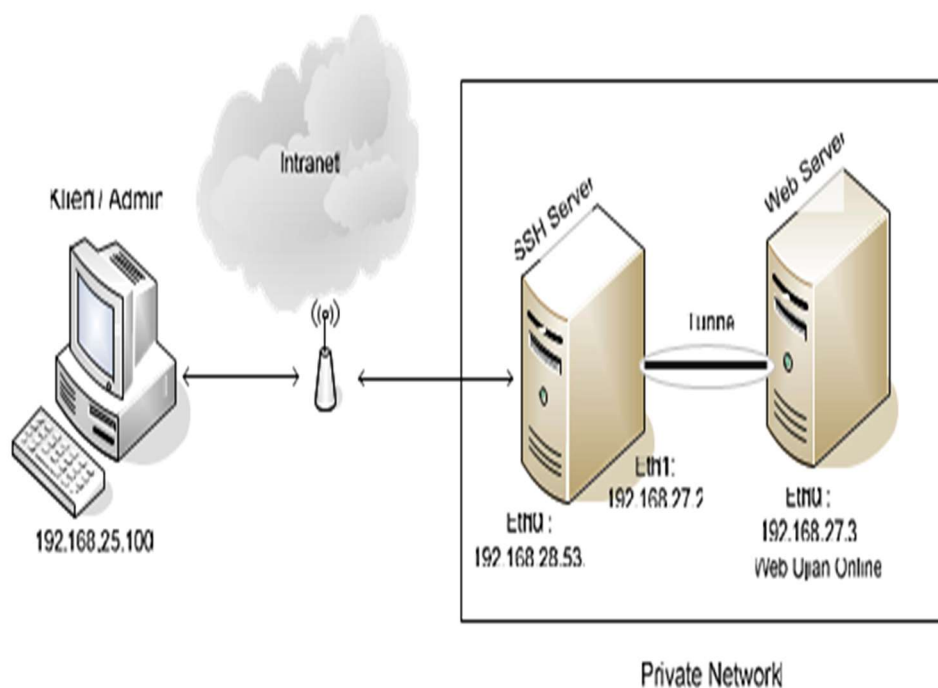 Intranet
Klien / Admin
192.168.25.100
SSH Server
Web Server
Tunne
Eth1:
192.168.27.2
Eth0 :
192.168.28.53.
Eth0 :
192.168.27.3
Web Ujian Online
Private Network